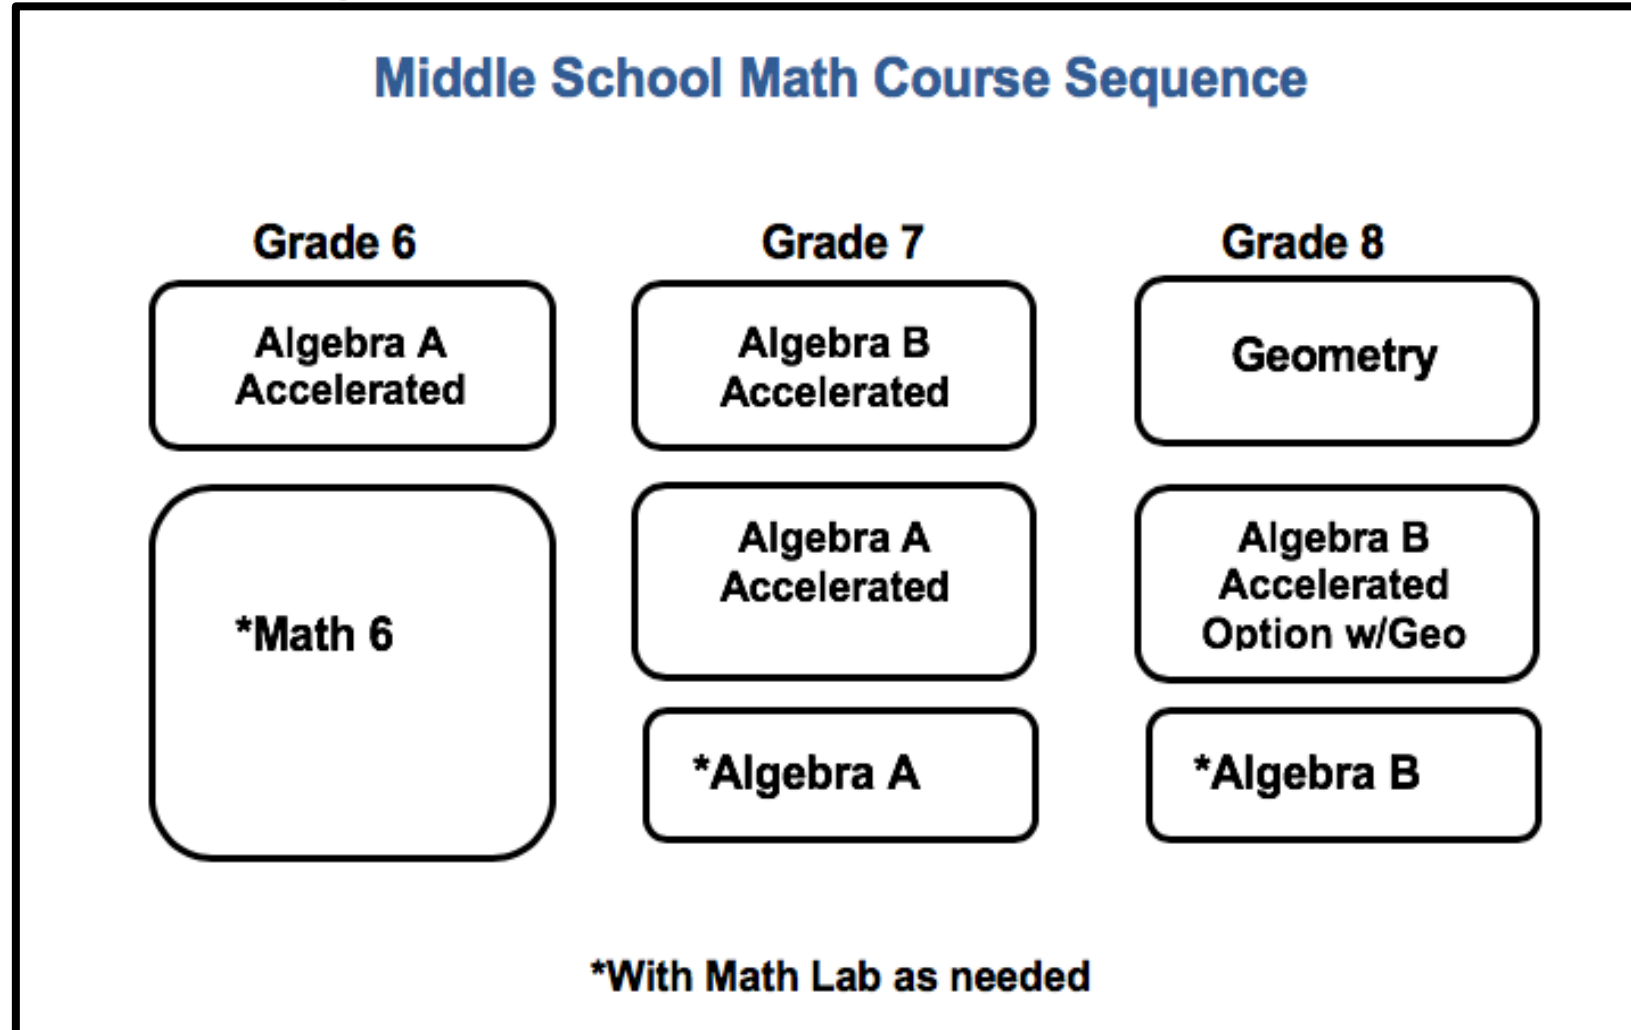 Middle School Math Course Sequence
Grade 6
Grade 7
Grade 8
Algebra A
Accelerated
Algebra B
Accelerated
Geometry
*Math 6
Algebra A
Accelerated
Algebra B
Accelerated
Option w/Geo
*Algebra A
*Algebra B
*With Math Lab as needed